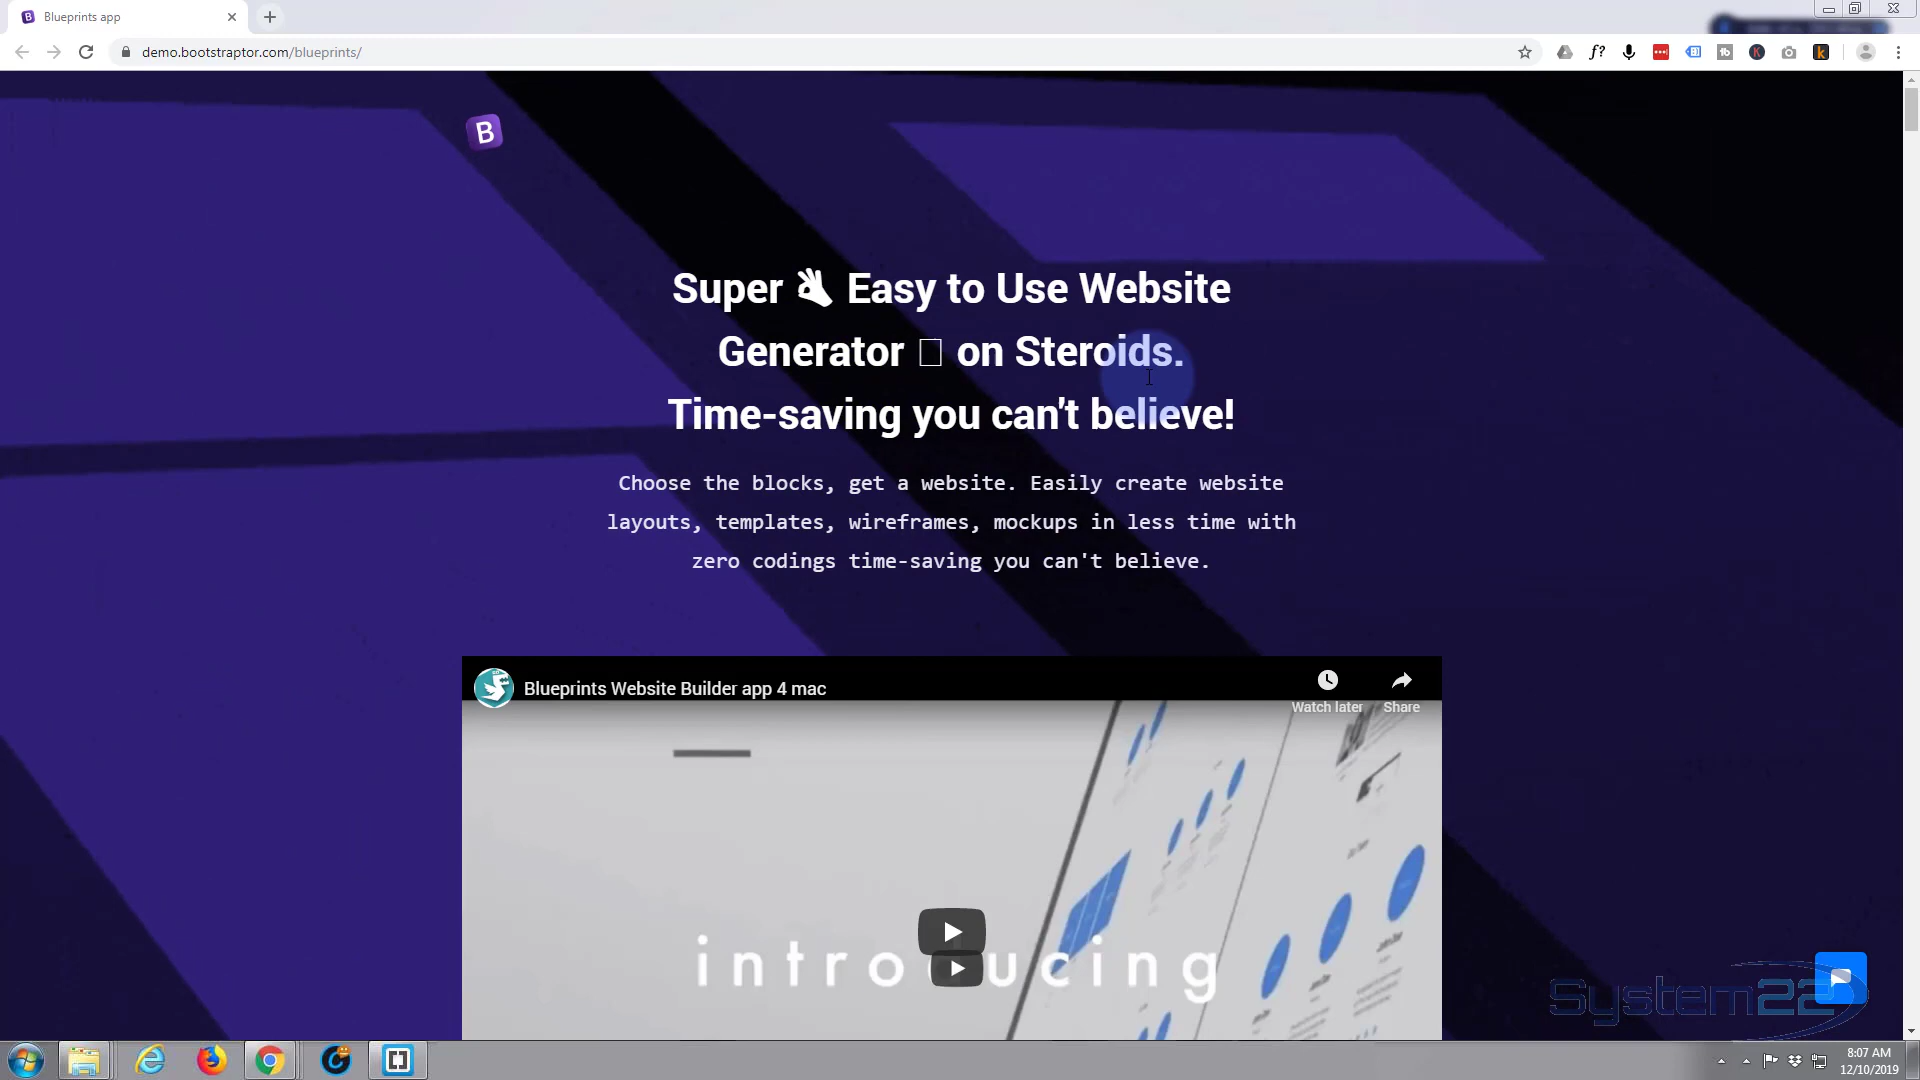 Blueprints app
demo.bootstraptor.com/blueprints/
f?
B
Super 👌 Easy to Use Website
Generator □ on Steroids.
Time-saving you can't believe!
Choose the blocks, get a website. Easily create website
layouts, templates, wireframes, mockups in less time with
zero codings time-saving you can't believe.
Blueprints Website Builder app 4 mac
Watch later
Share
introducing
System22
8:07 AM
12/10/2019